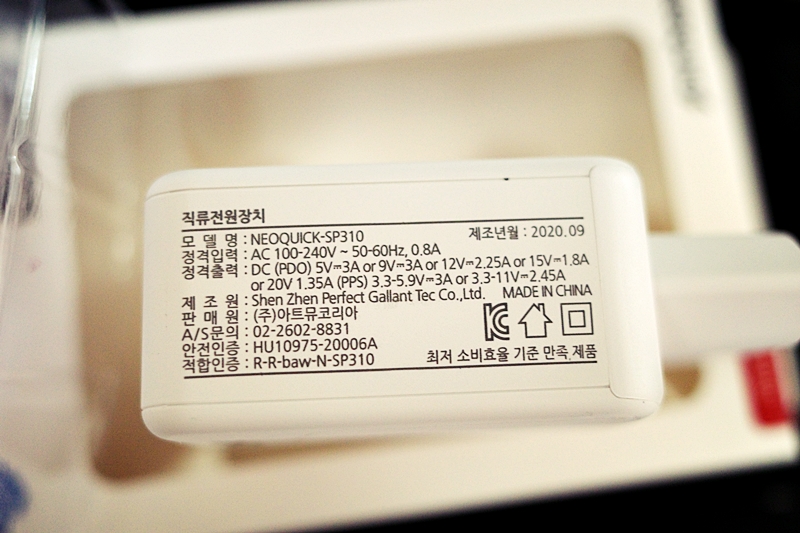 직류전원장치
모 델 명 : NEOQUICK-SP310 제조년월 : 2020.09
정격입력 : AC 100-240V ~ 50-60Hz, 0.8A
정격출력 : DC (PDO) 5V⎓3A or 9V⎓3A or 12V⎓2.25A or 15V⎓1.8A
or 20V 1.35A (PPS) 3.3-5.9V⎓3A or 3.3-11V⎓2.45A
제 조 원 : Shen Zhen Perfect Gallant Tec Co.,Ltd. MADE IN CHINA
판 매 원 : (주)아트뮤코리아
A/S문의 : 02-2602-8831
안전인증 : HU10975-20006A
적합인증 : R-R-baw-N-SP310 최저 소비효율 기준 만족 제품